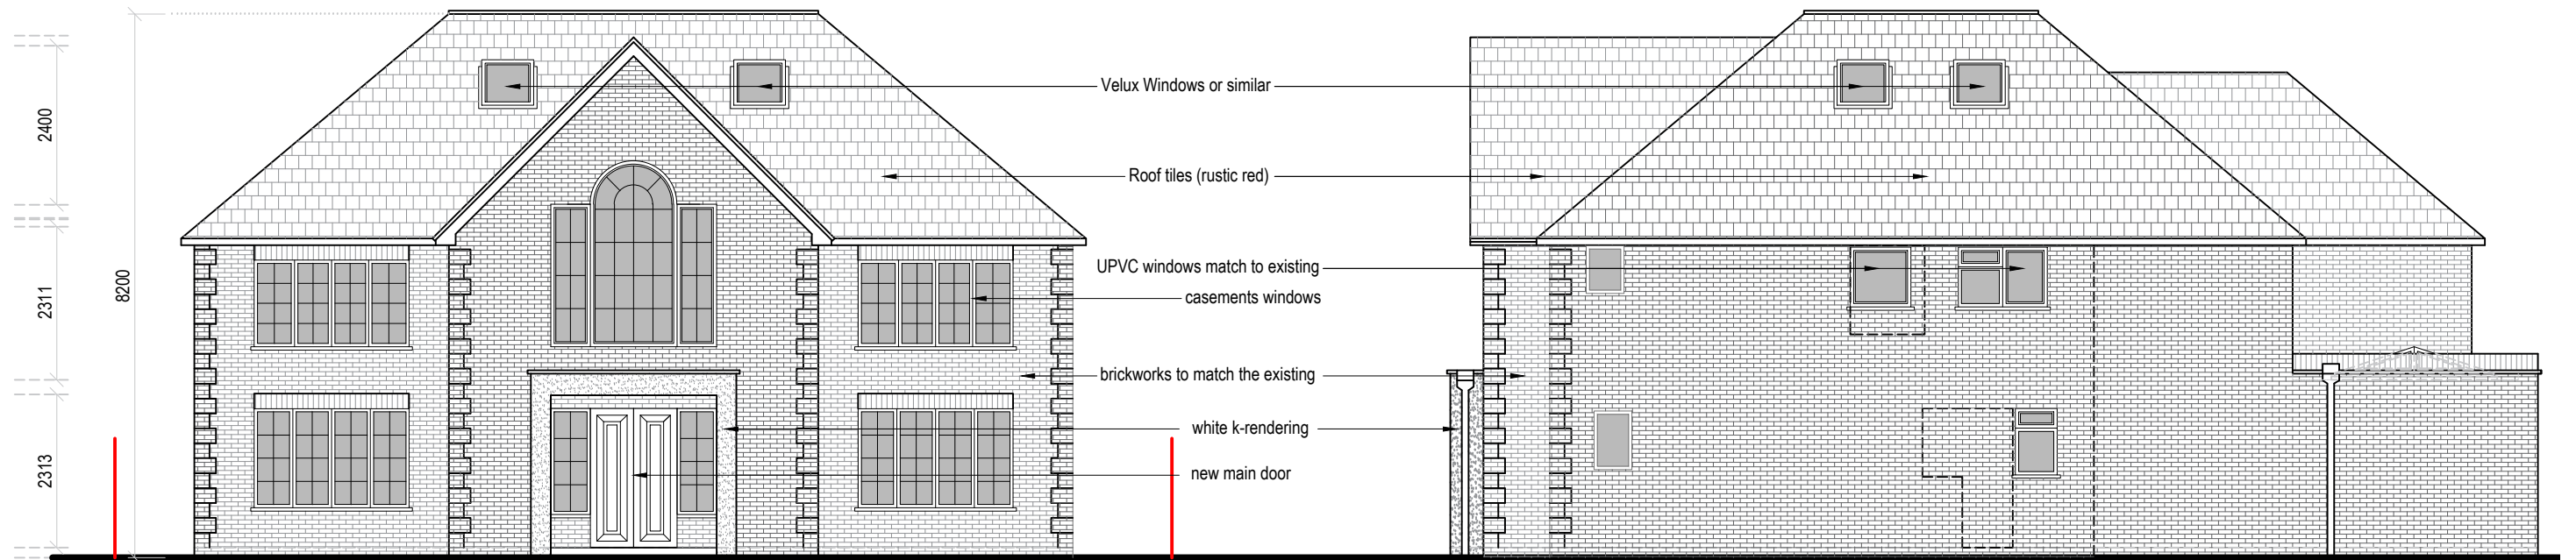 2400
2311
2313
8200
Velux Windows or similar
Roof tiles (rustic red)
UPVC windows match to existing
casements windows
brickworks to match the existing
white k-rendering
new main door